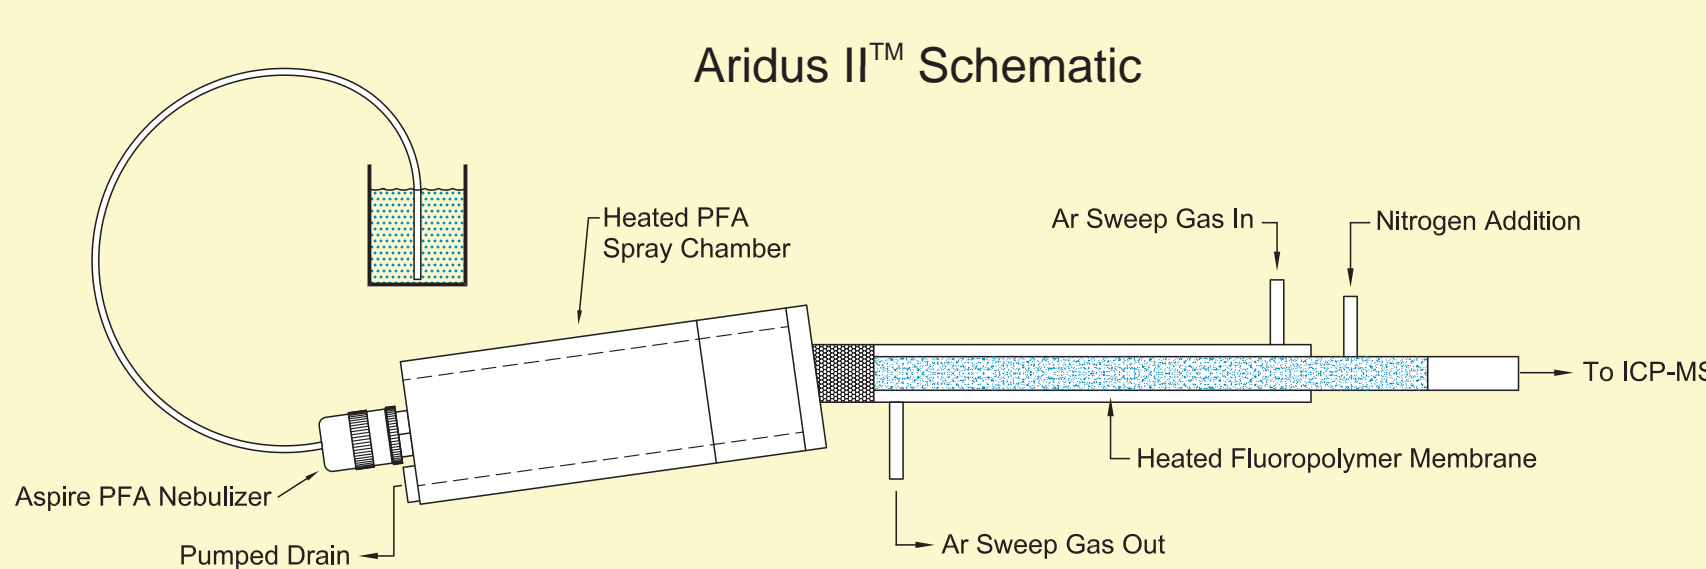 Aridus II™ Schematic
Heated PFA
Spray Chamber
Ar Sweep Gas In
Nitrogen Addition
To ICP-MS
Heated Fluoropolymer Membrane
Aspire PFA Nebulizer
Ar Sweep Gas Out
Pumped Drain